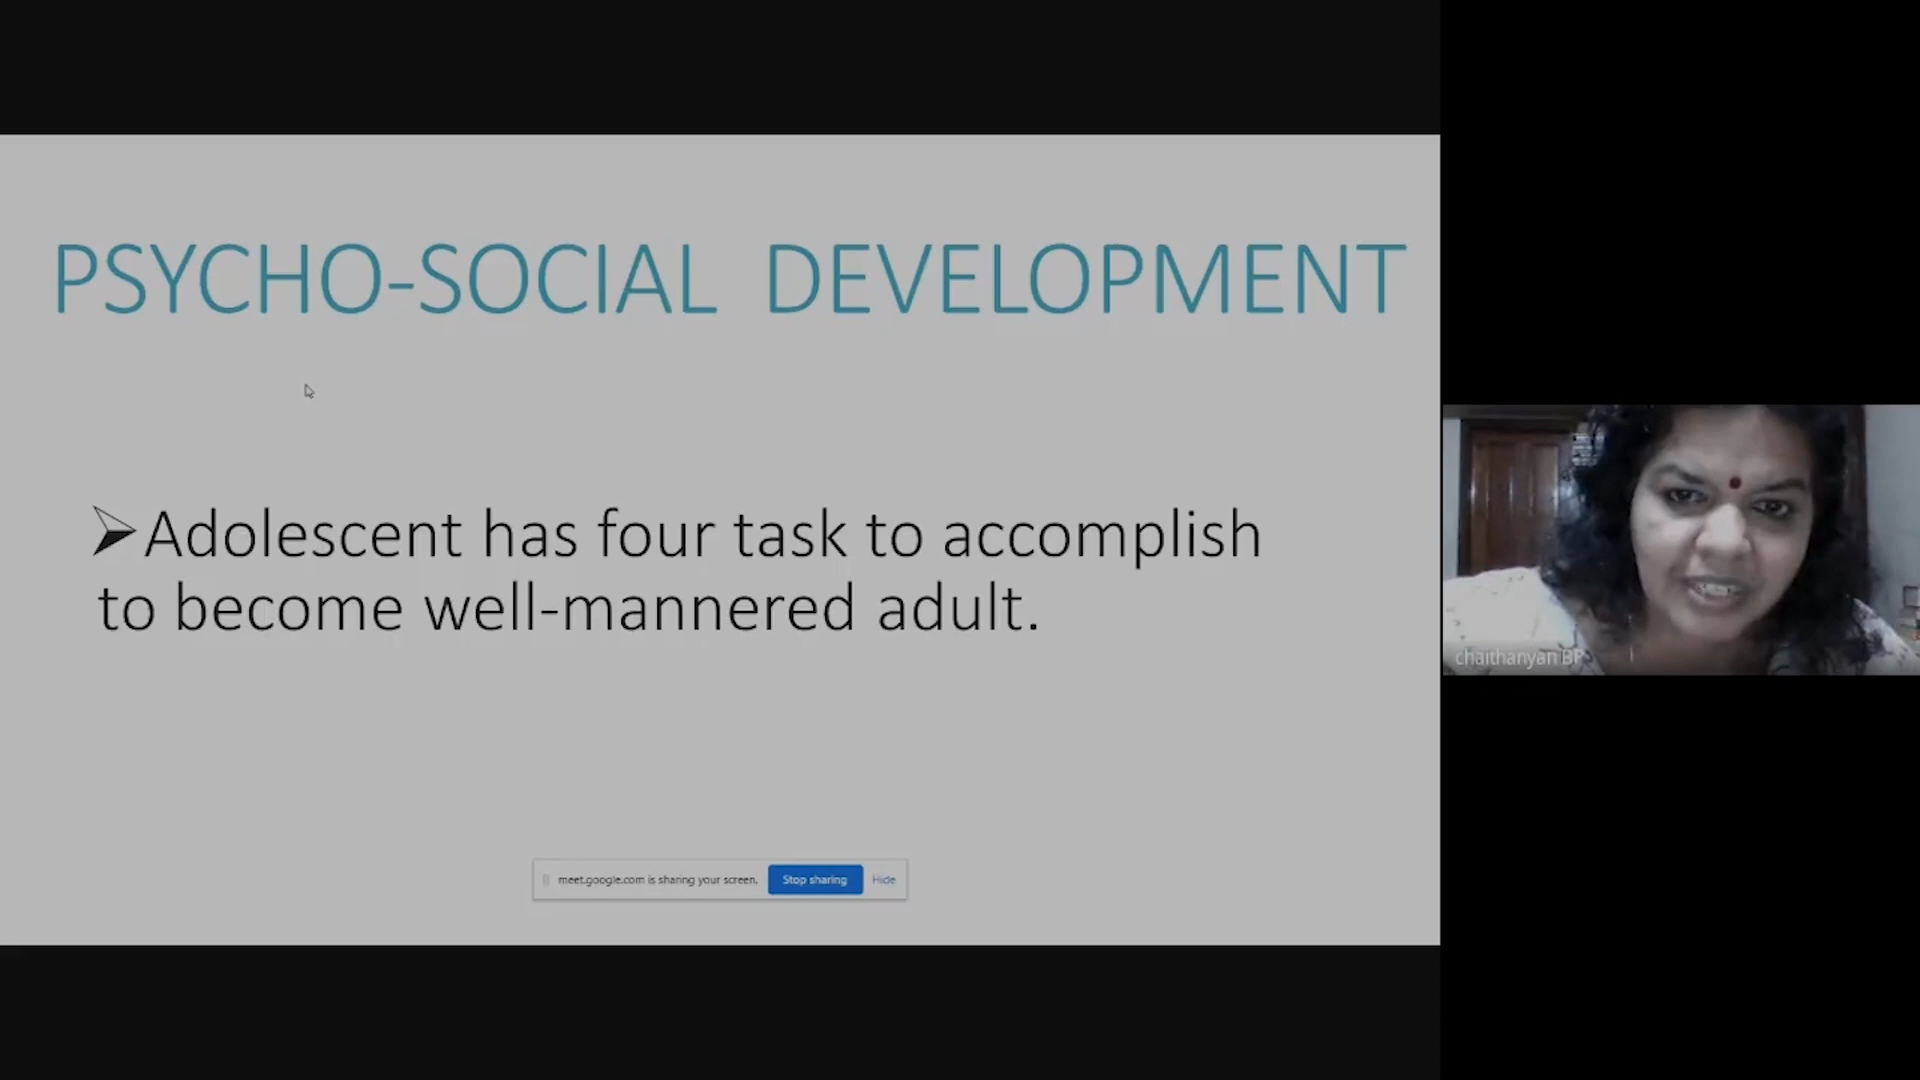 PSYCHO-SOCIAL DEVELOPMENT
➢Adolescent has four task to accomplish
to become well-mannered adult.
meet.google.com is sharing your screen. Stop sharing Hide
chaithanyan BP